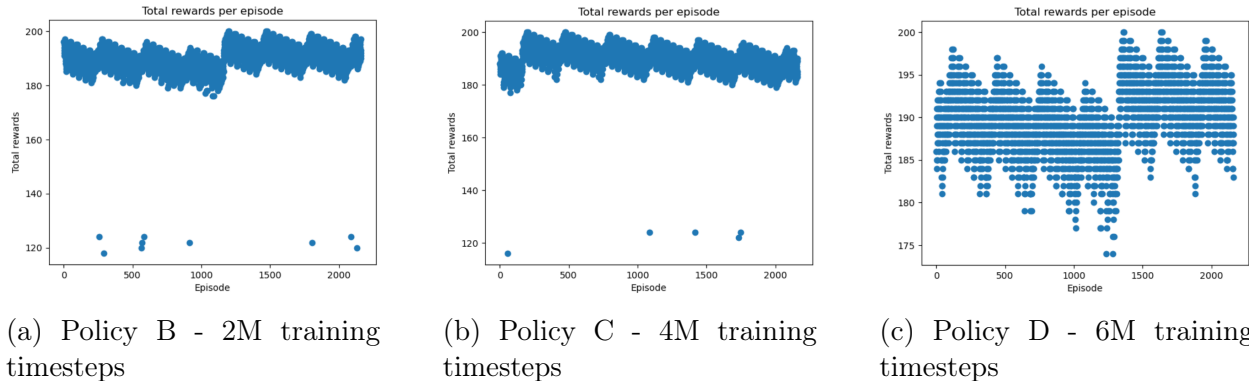 Total rewards per episode
Total rewards
200
180
160
140
120
0 500 1000 1500 2000
Episode
Total rewards per episode
Total rewards
200
180
160
140
120
0 500 1000 1500 2000
Episode
Total rewards per episode
Total rewards
200
195
190
185
180
175
0 500 1000 1500 2000
Episode
(a) Policy B - 2M training
timesteps
(b) Policy C - 4M training
timesteps
(c) Policy D - 6M training
timesteps